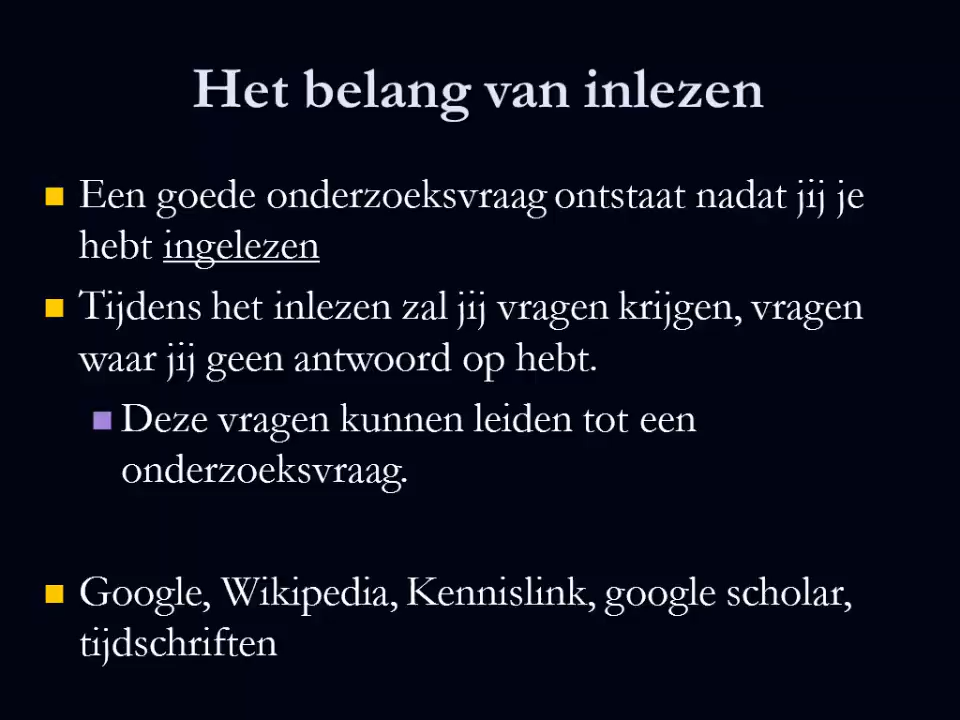 Het belang van inlezen
Een goede onderzoeksvraag ontstaat nadat jij je
hebt ingelezen
Tijdens het inlezen zal jij vragen krijgen, vragen
waar jij geen antwoord op hebt.
Deze vragen kunnen leiden tot een
onderzoeksvraag.
Google, Wikipedia, Kennislink, google scholar,
tijdschriften